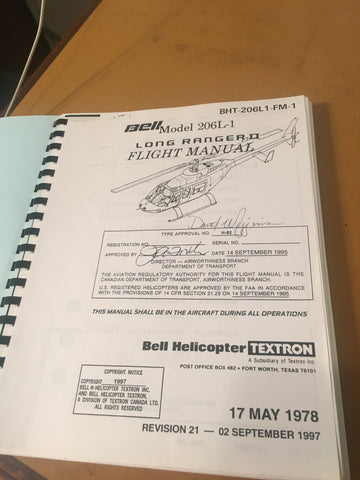 BHT-206L1-FM-1
Bell Model 206L-1
LONG RANGER II
FLIGHT MANUAL
TYPE APPROVAL NO. H-92
REGISTRATION NO. SERIAL NO.
APPROVED BY DATE 14 SEPTEMBER 1995
DIRECTOR — AIRWORTHINESS BRANCH
DEPARTMENT OF TRANSPORT
THE AVIATION REGULATORY AUTHORITY FOR THIS FLIGHT MANUAL IS THE
CANADIAN DEPARTMENT OF TRANSPORT, AIRWORTHINESS BRANCH.
U.S. REGISTERED HELICOPTERS ARE APPROVED BY THE FAA IN ACCORDANCE
WITH THE PROVISIONS OF 14 CFR SECTION 21.29 ON 14 SEPTEMBER 1995
THIS MANUAL SHALL BE IN THE AIRCRAFT DURING ALL OPERATIONS
Bell Helicopter TEXTRON
A Subsidiary of Textron Inc.
POST OFFICE BOX 482 • FORT WORTH, TEXAS 76101
COPYRIGHT NOTICE
COPYRIGHT 1997
BELL ® HELICOPTER TEXTRON INC.
AND BELL HELICOPTER TEXTRON,
A DIVISION OF TEXTRON CANADA LTD.
ALL RIGHTS RESERVED
17 MAY 1978
REVISION 21 — 02 SEPTEMBER 1997